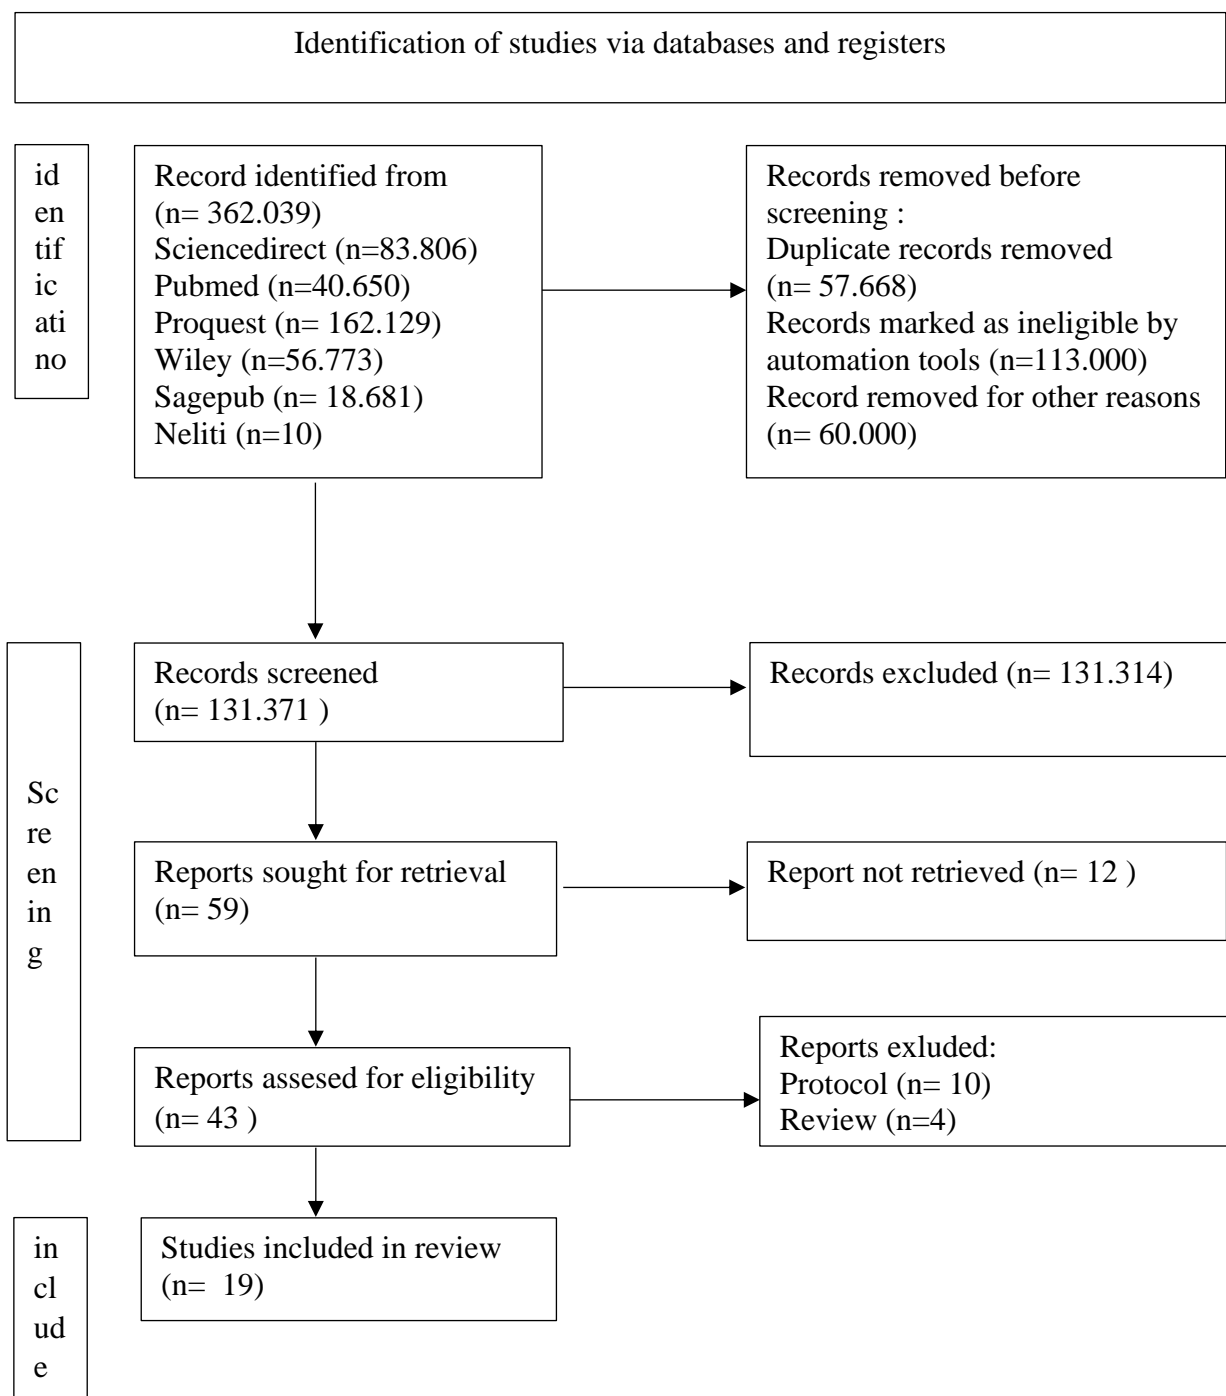 Identification of studies via databases and registers
id
en
tif
ic
ati
no
Record identified from
(n= 362.039)
Sciencedirect (n=83.806)
Pubmed (n=40.650)
Proquest (n= 162.129)
Wiley (n=56.773)
Sagepub (n= 18.681)
Neliti (n=10)
Records removed before
screening :
Duplicate records removed
(n= 57.668)
Records marked as ineligible by
automation tools (n=113.000)
Record removed for other reasons
(n= 60.000)
Sc
re
en
in
g
Records screened
(n= 131.371 )
Records excluded (n= 131.314)
Reports sought for retrieval
(n= 59)
Report not retrieved (n= 12 )
Reports assesed for eligibility
(n= 43 )
Reports exluded:
Protocol (n= 10)
Review (n=4)
in
cl
ud
e
Studies included in review
(n=  19)